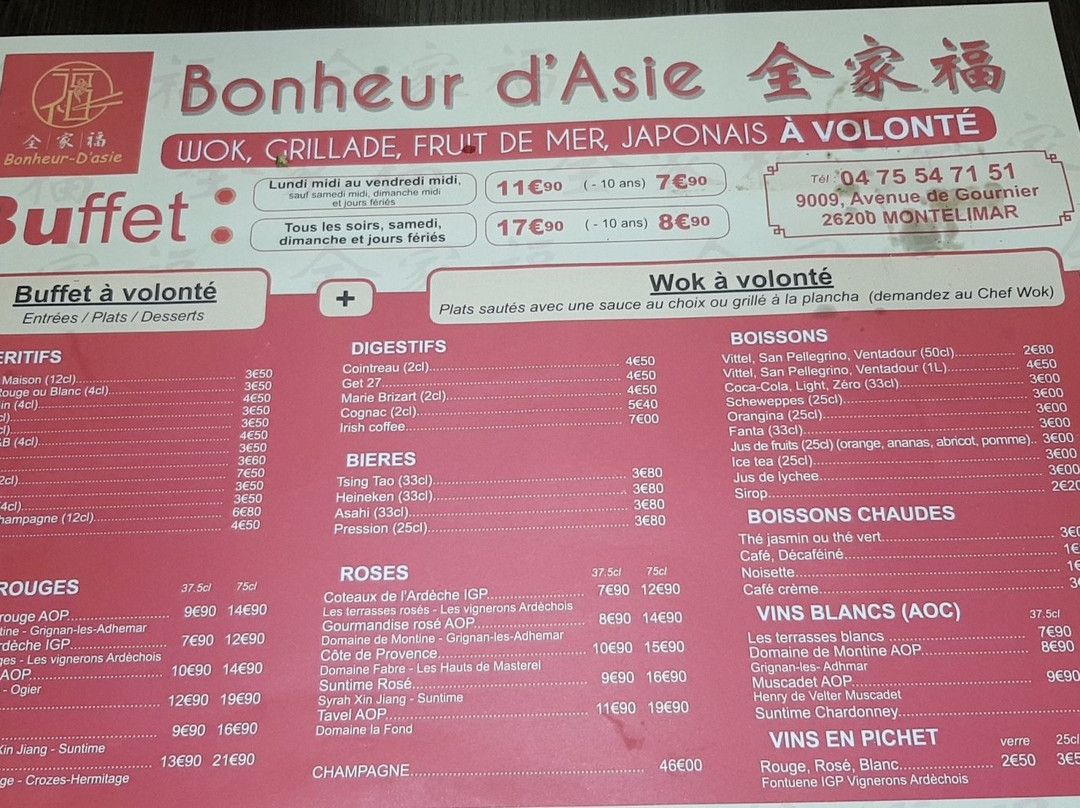 Bonheur d'Asie 全家福
全家福
Bonheur-D'asie
WOK, GRILLADE, FRUIT DE MER, JAPONAIS À VOLONTÉ
Buffet :
Lundi midi au vendredi midi,
sauf samedi midi, dimanche midi
et jours fériés
11€90 ( - 10 ans) 7€90
Tous les soirs, samedi,
dimanche et jours fériés
17€90 ( - 10 ans) 8€90
Tél : 04 75 54 71 51
9009, Avenue de Gournier
26200 MONTELIMAR
Buffet à volonté
Entrées / Plats / Desserts
+
Wok à volonté
Plats sautés avec une sauce au choix ou grillé à la plancha (demandez au Chef Wok)
ERITIFS
Maison (12cl) 3€50
Rouge ou Blanc (4cl) 3€50
in (4cl) 4€50
cl) 3€50
cl) 3€50
&B (4cl) 4€50
3€50
3€60
2cl) 7€50
3€50
4cl) 3€50
hampagne (12cl) 6€80
4€50
ROUGES 37.5cl 75cl
rouge AOP 9€90 14€90
tine - Grignan-les-Adhemar
rdèche IGP 7€90 12€90
ges - Les vignerons Ardèchois
AOP 10€90 14€90
- Ogier
12€90 19€90
9€90 16€90
Xin Jiang - Suntime
13€90 21€90
ge - Crozes-Hermitage
DIGESTIFS
Cointreau (2cl) 4€50
Get 27 4€50
Marie Brizart (2cl) 4€50
Cognac (2cl) 5€40
Irish coffee 7€00
BIERES
Tsing Tao (33cl) 3€80
Heineken (33cl) 3€80
Asahi (33cl) 3€80
Pression (25cl) 3€80
ROSES 37.5cl 75cl
Coteaux de l'Ardèche IGP 7€90 12€90
Les terrasses rosés - Les vignerons Ardèchois
Gourmandise rosé AOP 8€90 14€90
Domaine de Montine - Grignan-les-Adhemar
Côte de Provence 10€90 15€90
Domaine Fabre - Les Hauts de Masterel
Suntime Rosé 9€90 16€90
Syrah Xin Jiang - Suntime
Tavel AOP 11€90 19€90
Domaine la Fond
CHAMPAGNE 46€00
BOISSONS
Vittel, San Pellegrino, Ventadour (50cl) 2€80
Vittel, San Pellegrino, Ventadour (1L) 4€50
Coca-Cola, Light, Zéro (33cl) 3€00
Scheweppes (25cl) 3€00
Orangina (25cl) 3€00
Fanta (33cl) 3€00
Jus de fruits (25cl) (orange, ananas, abricot, pomme) 3€00
Ice tea (25cl) 3€00
Jus de lychee 3€00
Sirop 2€20
BOISSONS CHAUDES
Thé jasmin ou thé vert 3€0
Café, Décaféiné 1€
Noisette 1€
Café crème 3€
VINS BLANCS (AOC) 37.5cl
Les terrasses blancs 7€90
Domaine de Montine AOP 8€90
Grignan-les- Adhmar
Muscadet AOP 9€90
Henry de Velter Muscadet
Suntime Chardonney
VINS EN PICHET verre 25cl
Rouge, Rosé, Blanc 2€50 3€5
Fontuene IGP Vignerons Ardèchois